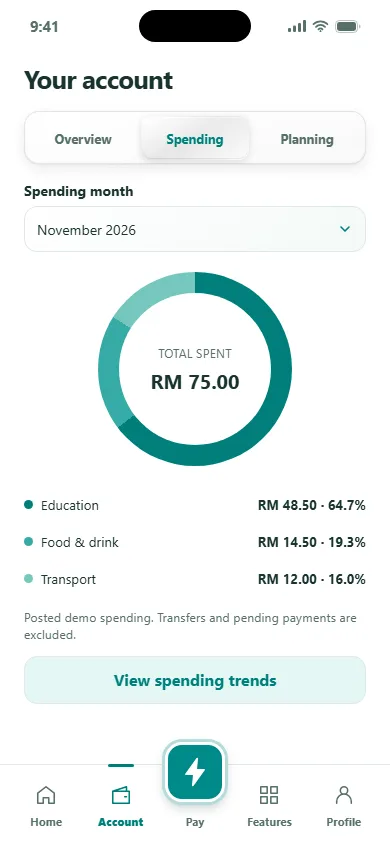 9:41
Your account
Overview
Spending
Planning
Spending month
November 2026
TOTAL SPENT
RM 75.00
Education
RM 48.50 · 64.7%
Food & drink
RM 14.50 · 19.3%
Transport
RM 12.00 · 16.0%
Posted demo spending. Transfers and pending payments are
excluded.
View spending trends
Home
Account
Pay
Features
Profile